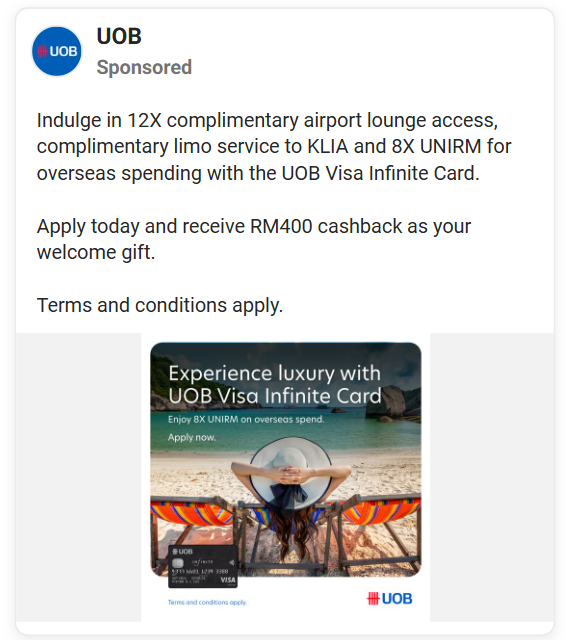 UOB
UOB
Sponsored
Indulge in 12X complimentary airport lounge access,
complimentary limo service to KLIA and 8X UNIRM for
overseas spending with the UOB Visa Infinite Card.
Apply today and receive RM400 cashback as your
welcome gift.
Terms and conditions apply.
Experience luxury with
UOB Visa Infinite Card
Enjoy 8X UNIRM on overseas spend.
Apply now.
UOB
INFINITE
VISA
Terms and conditions apply.
UOB